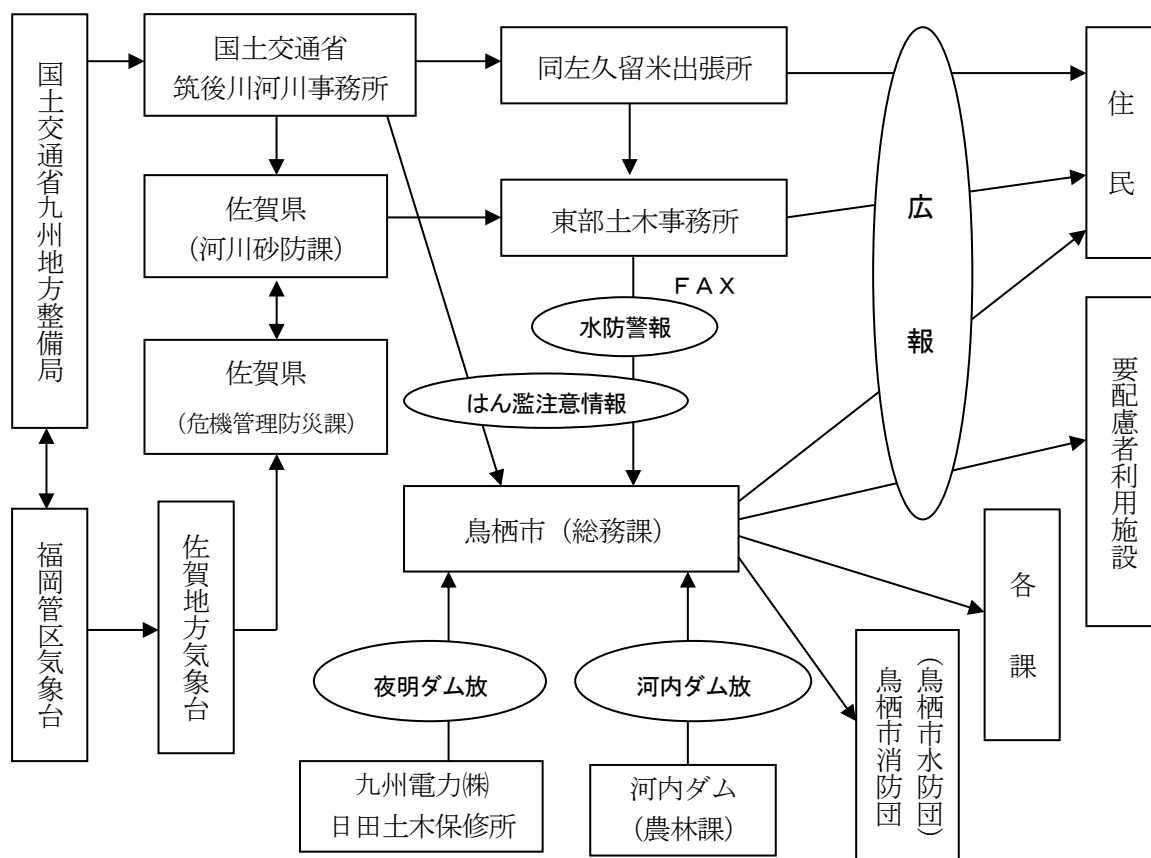 国土交通省九州地方整備局
国土交通省
筑後川河川事務所
同左久留米出張所
広報
住民
佐賀県
（河川砂防課）
東部土木事務所
ＦＡＸ
水防警報
佐賀県
（危機管理防災課）
はん濫注意情報
要配慮者利用施設
鳥栖市（総務課）
福岡管区気象台
佐賀地方気象台
各課
夜明ダム放
河内ダム放
（鳥栖市水防団）
鳥栖市消防団
九州電力㈱
日田土木保修所
河内ダム
（農林課）